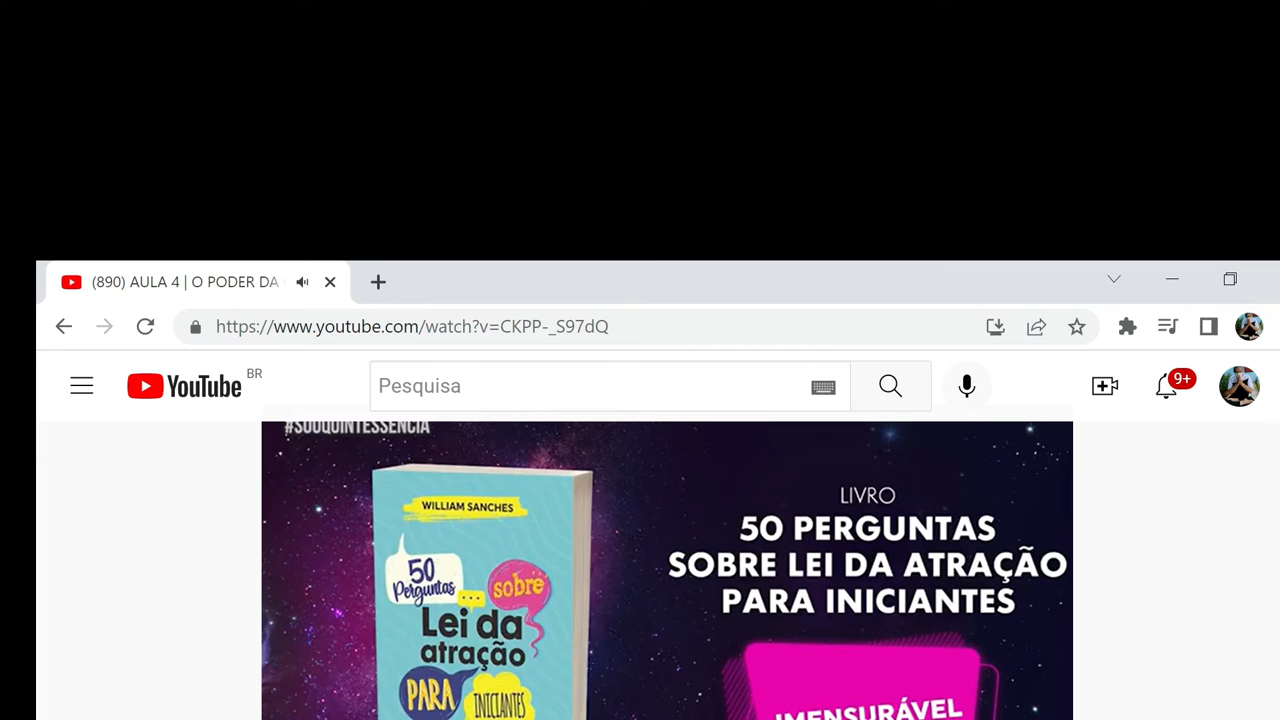 (890) AULA 4 | O PODER DA
https://www.youtube.com/watch?v=CKPP-_S97dQ
YouTube BR
Pesquisa
9+
#SOUQUINTESSENCIA
WILLIAM SANCHES
50
Perguntas
sobre
Lei da
atração
PARA
INICIANTES
LIVRO
50 PERGUNTAS
SOBRE LEI DA ATRAÇÃO
PARA INICIANTES
IMENSURÁVEL